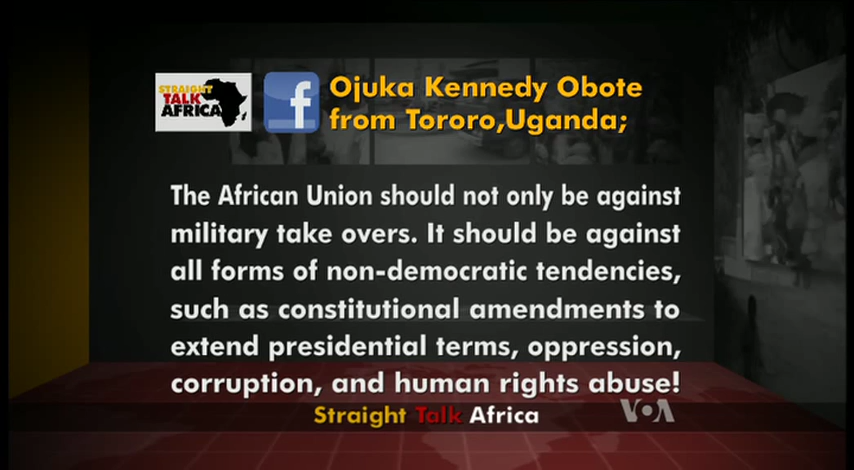 STRAIGHT
TALK
AFRICA
f
Ojuka Kennedy Obote
from Tororo,Uganda;
The African Union should not only be against
military take overs. It should be against
all forms of non-democratic tendencies,
such as constitutional amendments to
extend presidential terms, oppression,
corruption, and human rights abuse!
Straight Talk Africa
VOA